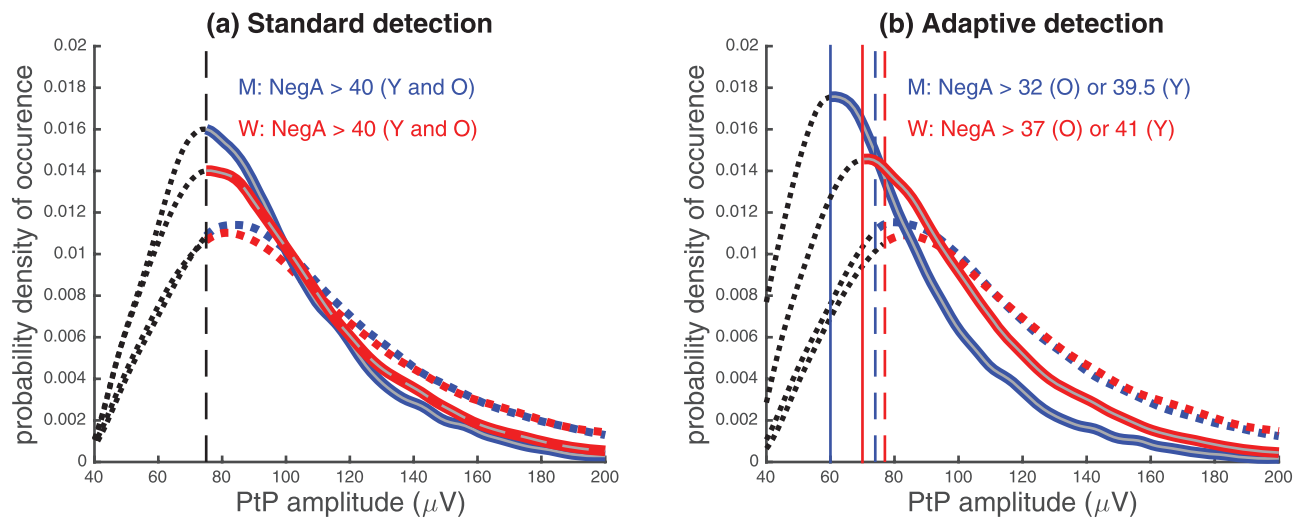 (a) Standard detection
0.02
0.018
0.016
0.014
0.012
0.01
0.008
0.006
0.004
0.002
0
probability density of occurence
M: NegA > 40 (Y and O)
W: NegA > 40 (Y and O)
40 60 80 100 120 140 160 180 200
PtP amplitude (μV)
(b) Adaptive detection
0.02
0.018
0.016
0.014
0.012
0.01
0.008
0.006
0.004
0.002
0
probability density of occurence
M: NegA > 32 (O) or 39.5 (Y)
W: NegA > 37 (O) or 41 (Y)
40 60 80 100 120 140 160 180 200
PtP amplitude (μV)